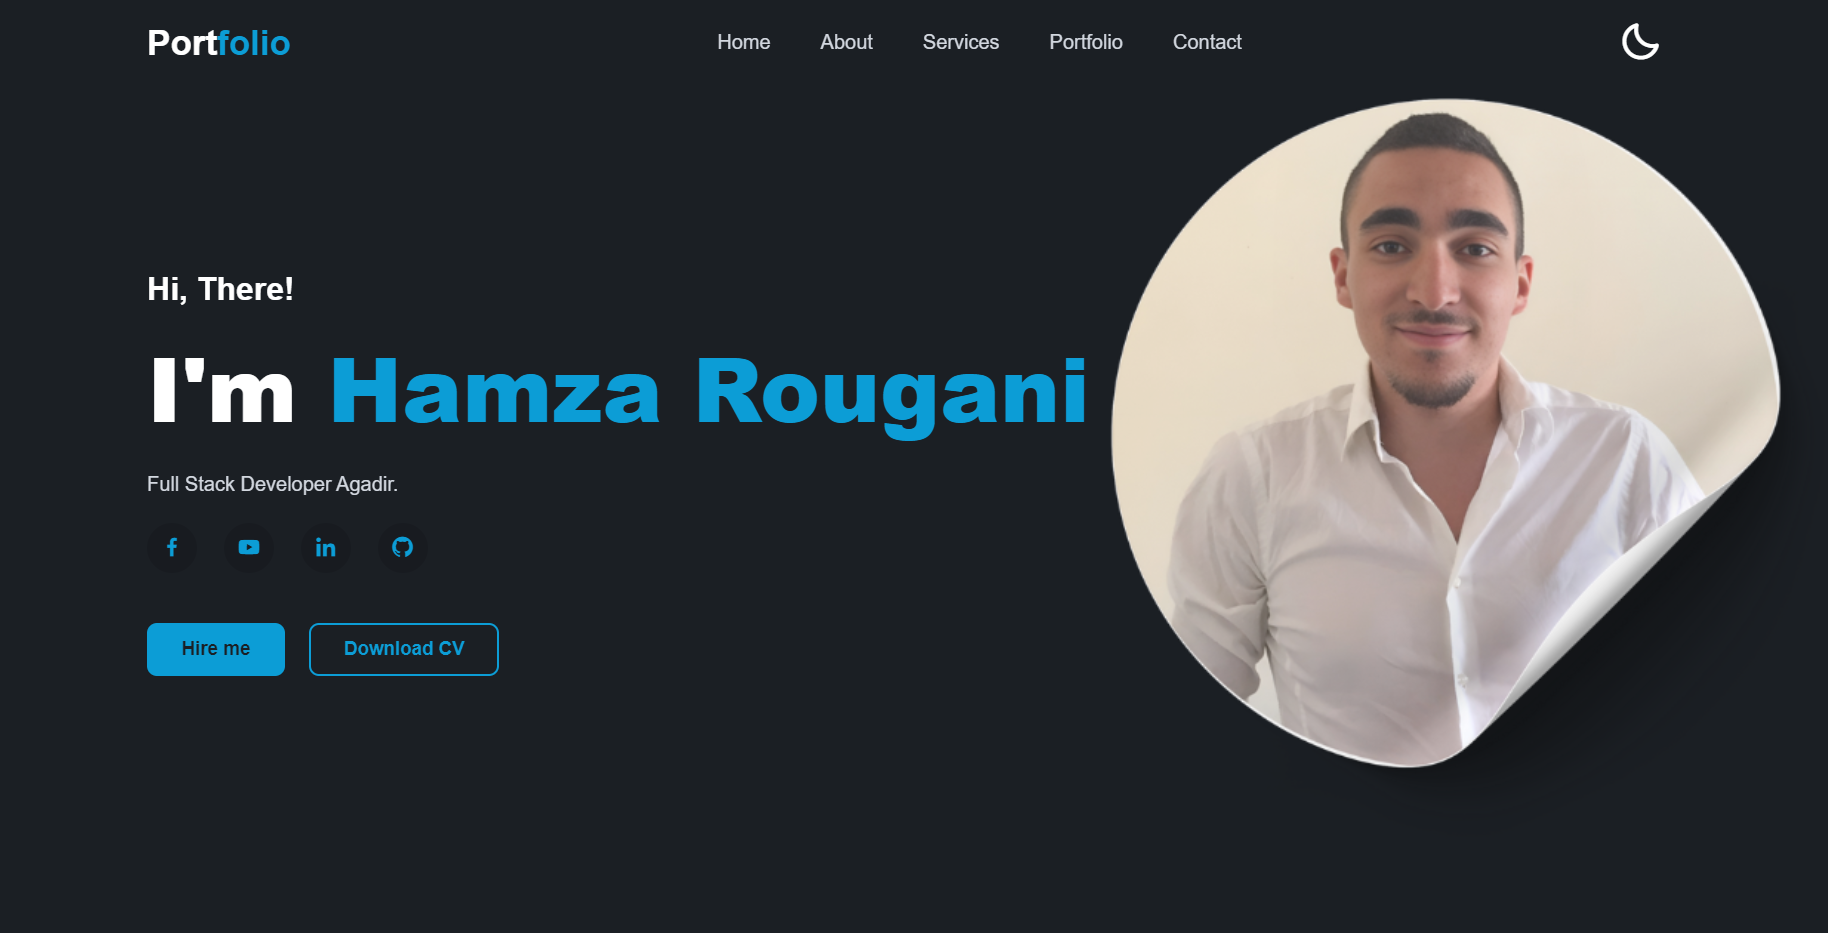 Portfolio
Home
About
Services
Portfolio
Contact
Hi, There!
I'm Hamza Rougani
Full Stack Developer Agadir.
Hire me
Download CV